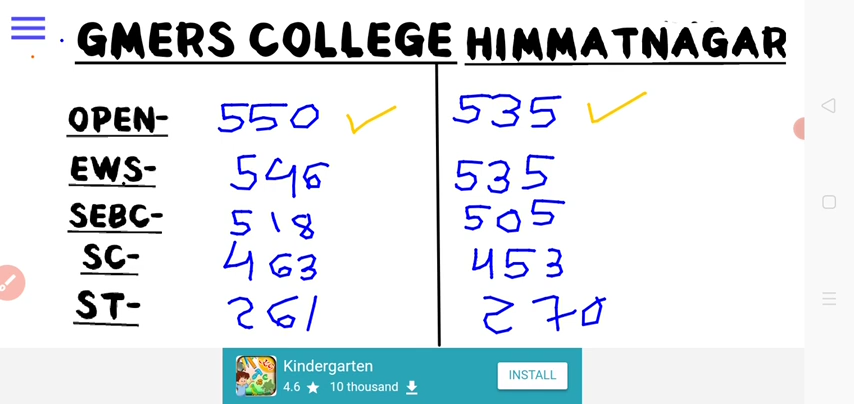 GMERS COLLEGE HIMMATNAGAR
OPEN- 550 535
EWS- 546 535
SEBC- 518 505
SC- 463 453
ST- 261 270
Kindergarten
4.6 ★ 10 thousand
INSTALL